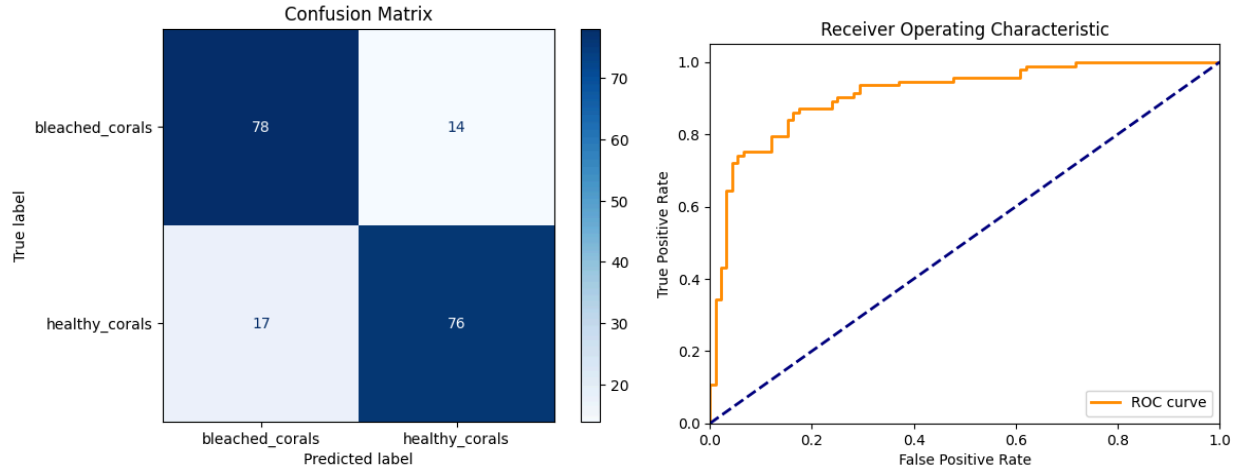 Confusion Matrix
bleached_corals
healthy_corals
True label
78
14
17
76
bleached_corals
healthy_corals
Predicted label
70
60
50
40
30
20
Receiver Operating Characteristic
True Positive Rate
1.0
0.8
0.6
0.4
0.2
0.0
0.0
0.2
0.4
0.6
0.8
1.0
False Positive Rate
ROC curve